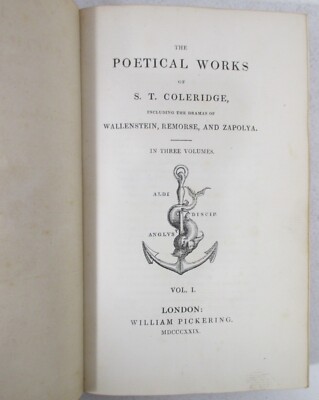 THE
POETICAL WORKS
OF
S. T. COLERIDGE,
INCLUDING THE DRAMAS OF
WALLENSTEIN, REMORSE, AND ZAPOLYA.
IN THREE VOLUMES.
ALDI
DISCIP.
ANGLVS
VOL. I.
LONDON:
WILLIAM PICKERING.
MDCCCXXIX.